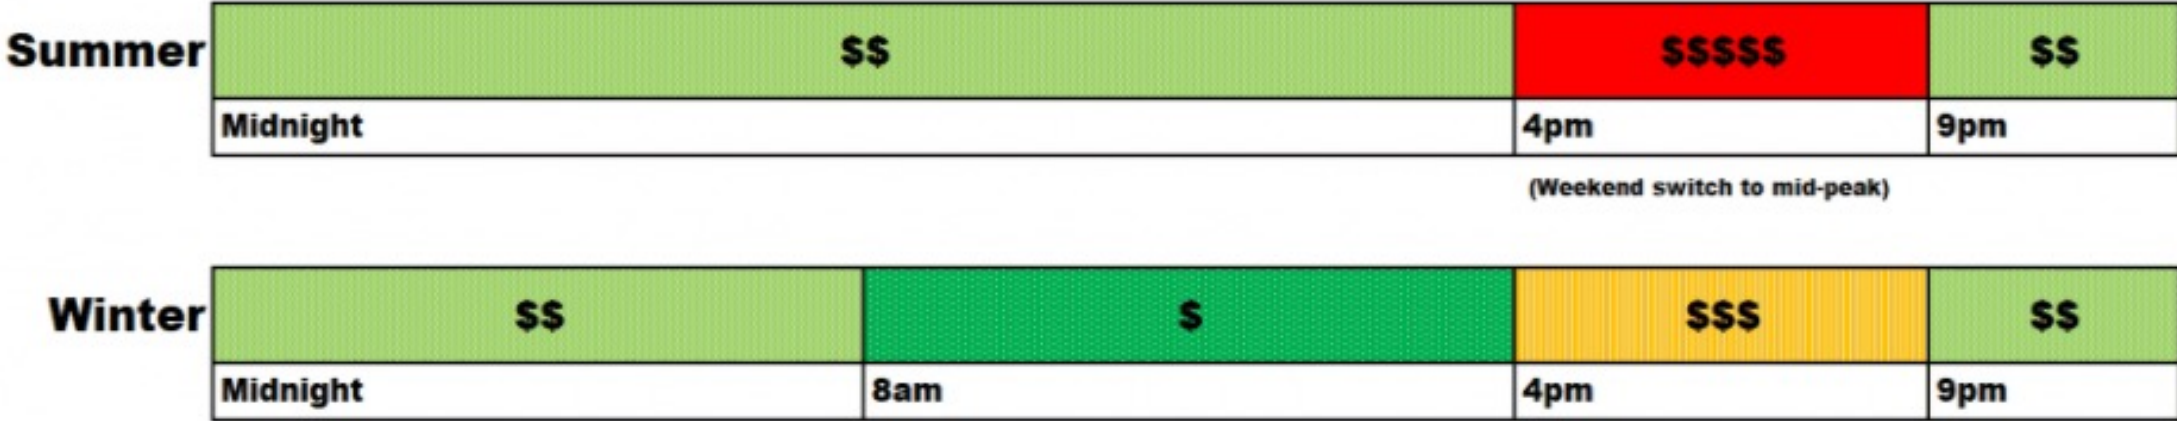 Summer $$ $$$$$ $$
Midnight 4pm 9pm
(Weekend switch to mid-peak)
Winter $$ $ $$$ $$
Midnight 8am 4pm 9pm